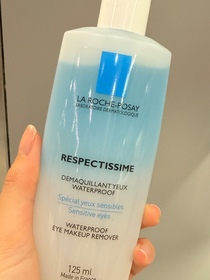 LA ROCHE-POSAY
LABORATOIRE DERMATOLOGIQUE
RESPECTISSIME
DEMAQUILLANT YEUX
WATERPROOF
Spécial yeux sensibles
Sensitive eyes
WATERPROOF
EYE MAKEUP REMOVER
125 ml
Made in France